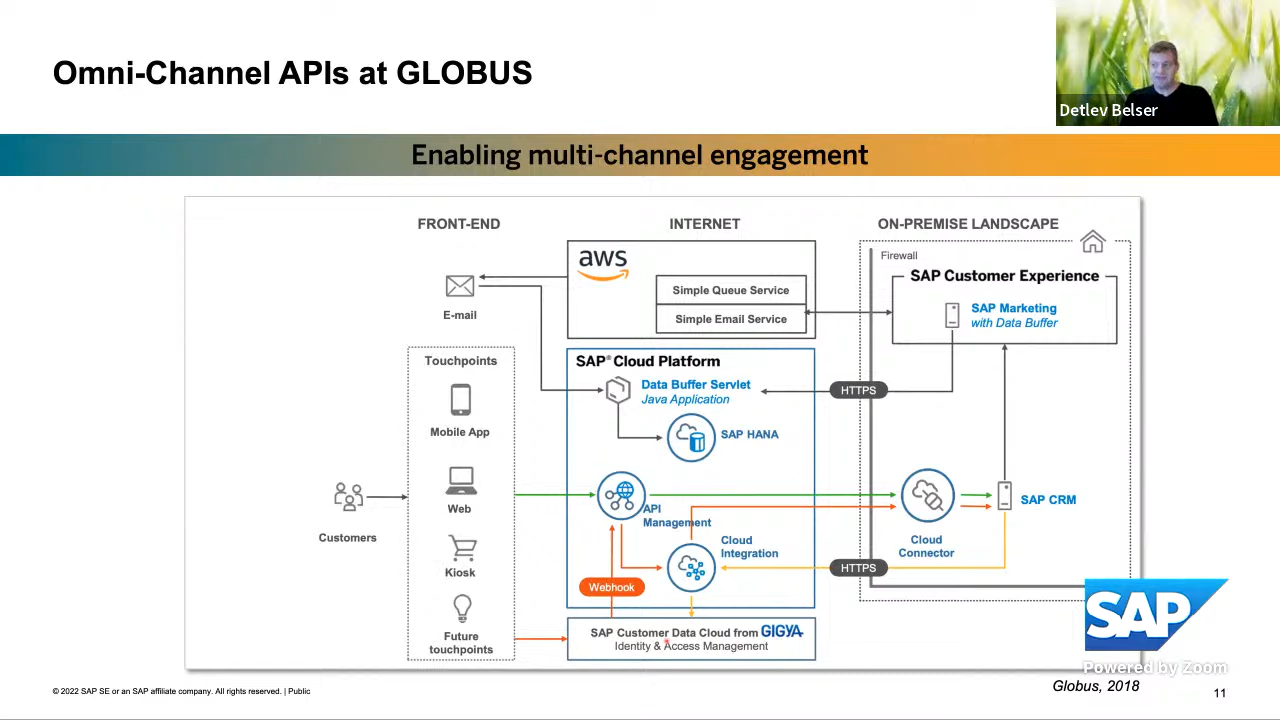 Omni-Channel APIs at GLOBUS
Detlev Belser
Enabling multi-channel engagement
FRONT-END
INTERNET
ON-PREMISE LANDSCAPE
aws
Simple Queue Service
Simple Email Service
Firewall
SAP Customer Experience
SAP Marketing
with Data Buffer
E-mail
Touchpoints
Mobile App
Web
Kiosk
Future
touchpoints
Customers
SAP® Cloud Platform
Data Buffer Servlet
Java Application
HTTPS
SAP HANA
API
Management
Cloud
Integration
Cloud
Connector
SAP CRM
HTTPS
Webhook
SAP Customer Data Cloud from GIGYA
Identity & Access Management
SAP
Powered by Zoom
Globus, 2018
© 2022 SAP SE or an SAP affiliate company. All rights reserved. | Public
11